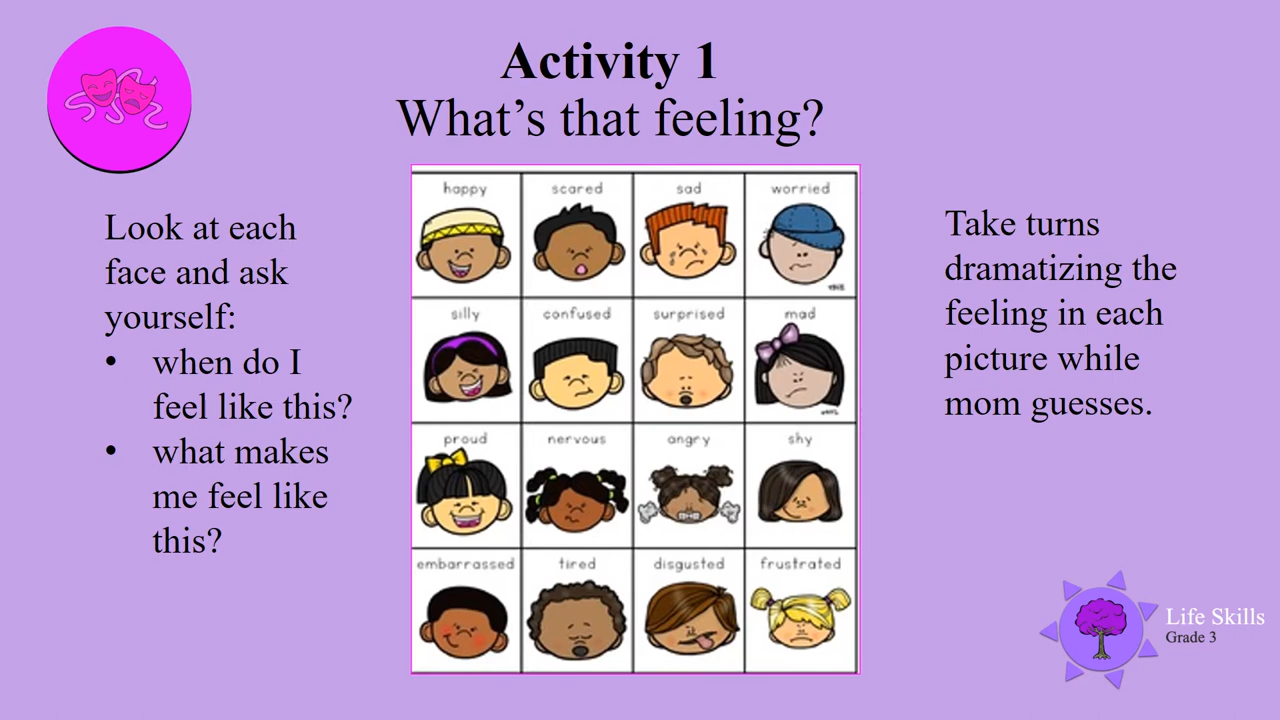 Activity 1
What's that feeling?
Look at each
face and ask
yourself:
• when do I
feel like this?
• what makes
me feel like
this?
happy scared sad worried
silly confused surprised mad
proud nervous angry shy
embarrassed tired disgusted frustrated
Take turns
dramatizing the
feeling in each
picture while
mom guesses.
Life Skills
Grade 3